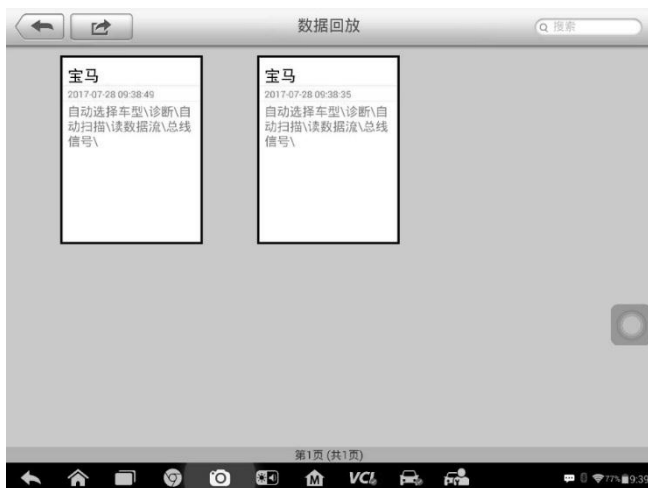 数据回放
搜索
宝马
2017-07-28 09:38:49
自动选择车型\诊断\自
动扫描\读数据流\总线
信号\
宝马
2017-07-28 09:38:35
自动选择车型\诊断\自
动扫描\读数据流\总线
信号\
第1页 (共1页)
M
VCI
77%
9:39